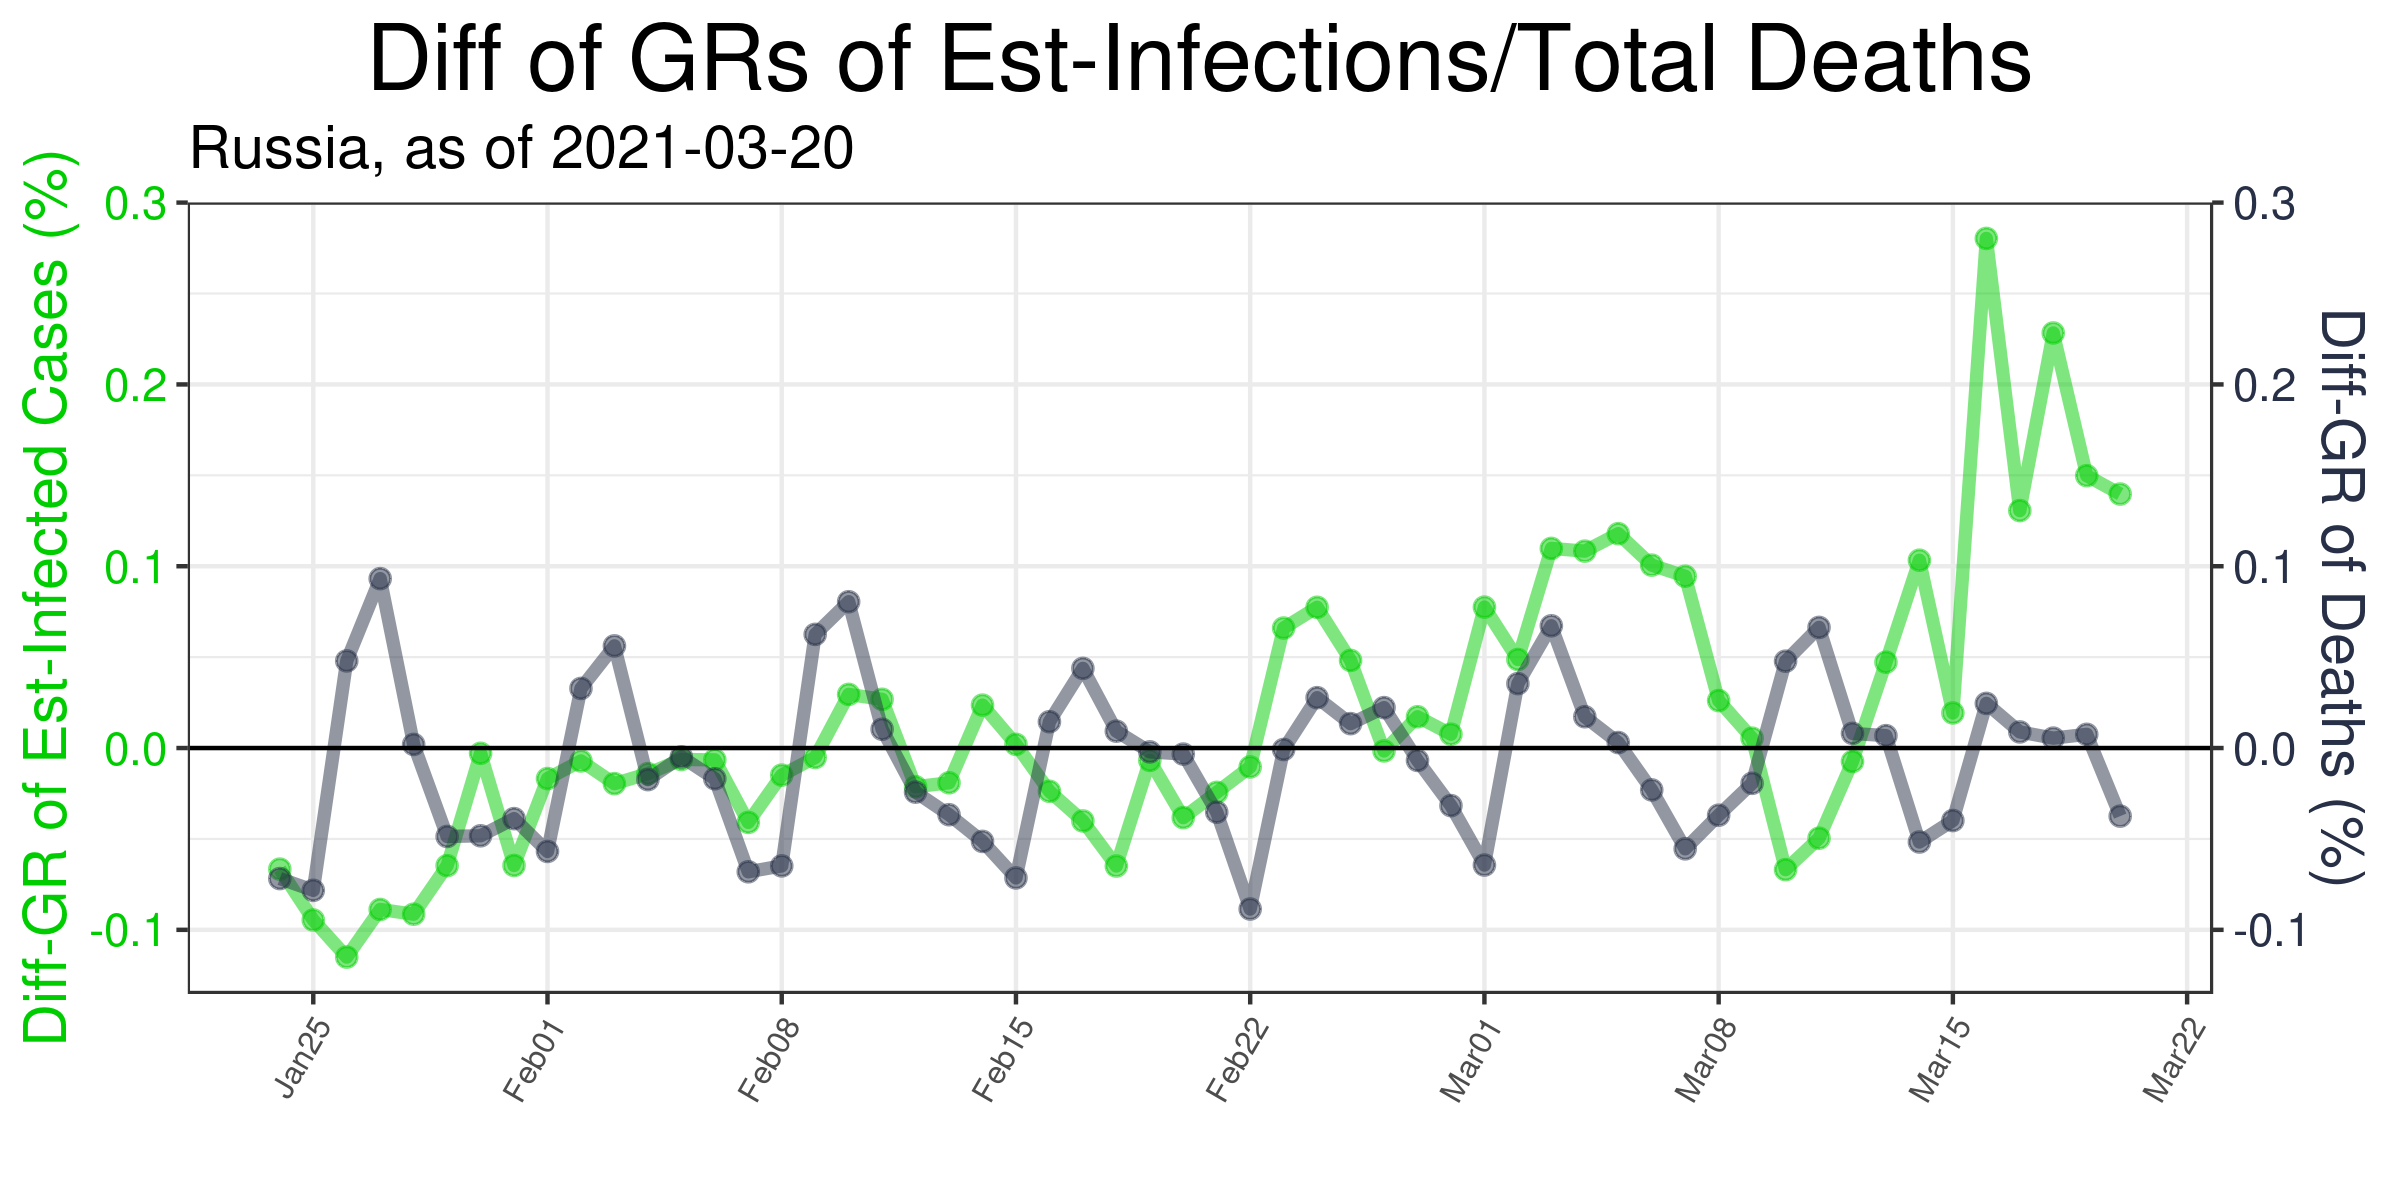 Diff of GRs of Est-Infections/Total Deaths
Russia, as of 2021-03-20
Diff-GR of Est-Infected Cases (%)
0.3
0.2
0.1
0.0
-0.1
0.3
0.2
0.1
0.0
-0.1
Diff-GR of Deaths (%)
Jan25
Feb01
Feb08
Feb15
Feb22
Mar01
Mar08
Mar15
Mar22